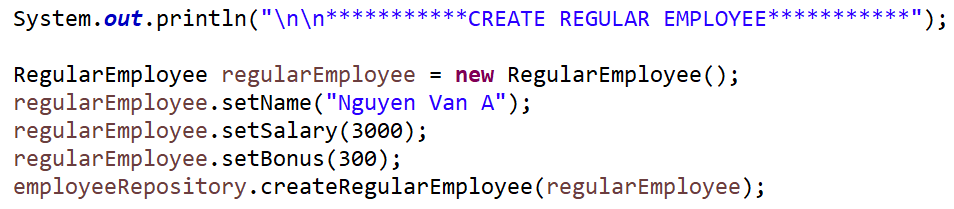 System.out.println("\n\n***********CREATE REGULAR EMPLOYEE***********");
RegularEmployee regularEmployee = new RegularEmployee();
regularEmployee.setName("Nguyen Van A");
regularEmployee.setSalary(3000);
regularEmployee.setBonus(300);
employeeRepository.createRegularEmployee(regularEmployee);